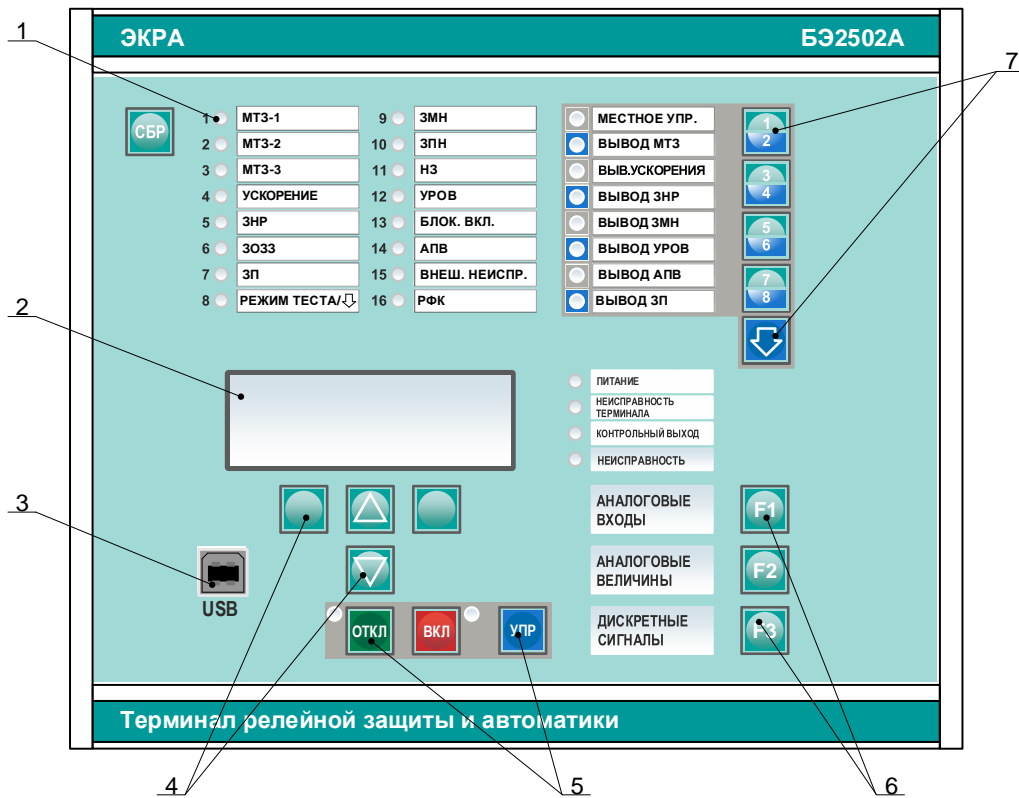 ЭКРА
БЭ2502А
1
7
СБР
1
МТЗ-1
2
МТЗ-2
3
МТЗ-3
4
УСКОРЕНИЕ
5
ЗНР
6
ЗОЗЗ
7
ЗП
8
РЕЖИМ ТЕСТА/
9
ЗМН
10
ЗПН
11
НЗ
12
УРОВ
13
БЛОК. ВКЛ.
14
АПВ
15
ВНЕШ. НЕИСПР.
16
РФК
МЕСТНОЕ УПР.
ВЫВОД МТЗ
ВЫВ.УСКОРЕНИЯ
ВЫВОД ЗНР
ВЫВОД ЗМН
ВЫВОД УРОВ
ВЫВОД АПВ
ВЫВОД ЗП
1
2
3
4
5
6
7
8
2
ПИТАНИЕ
НЕИСПРАВНОСТЬ
ТЕРМИНАЛА
КОНТРОЛЬНЫЙ ВЫХОД
НЕИСПРАВНОСТЬ
3
USB
АНАЛОГОВЫЕ
ВХОДЫ
F1
АНАЛОГОВЫЕ
ВЕЛИЧИНЫ
F2
ДИСКРЕТНЫЕ
СИГНАЛЫ
F3
ОТКЛ
ВКЛ
УПР
Терминал релейной защиты и автоматики
4
5
6